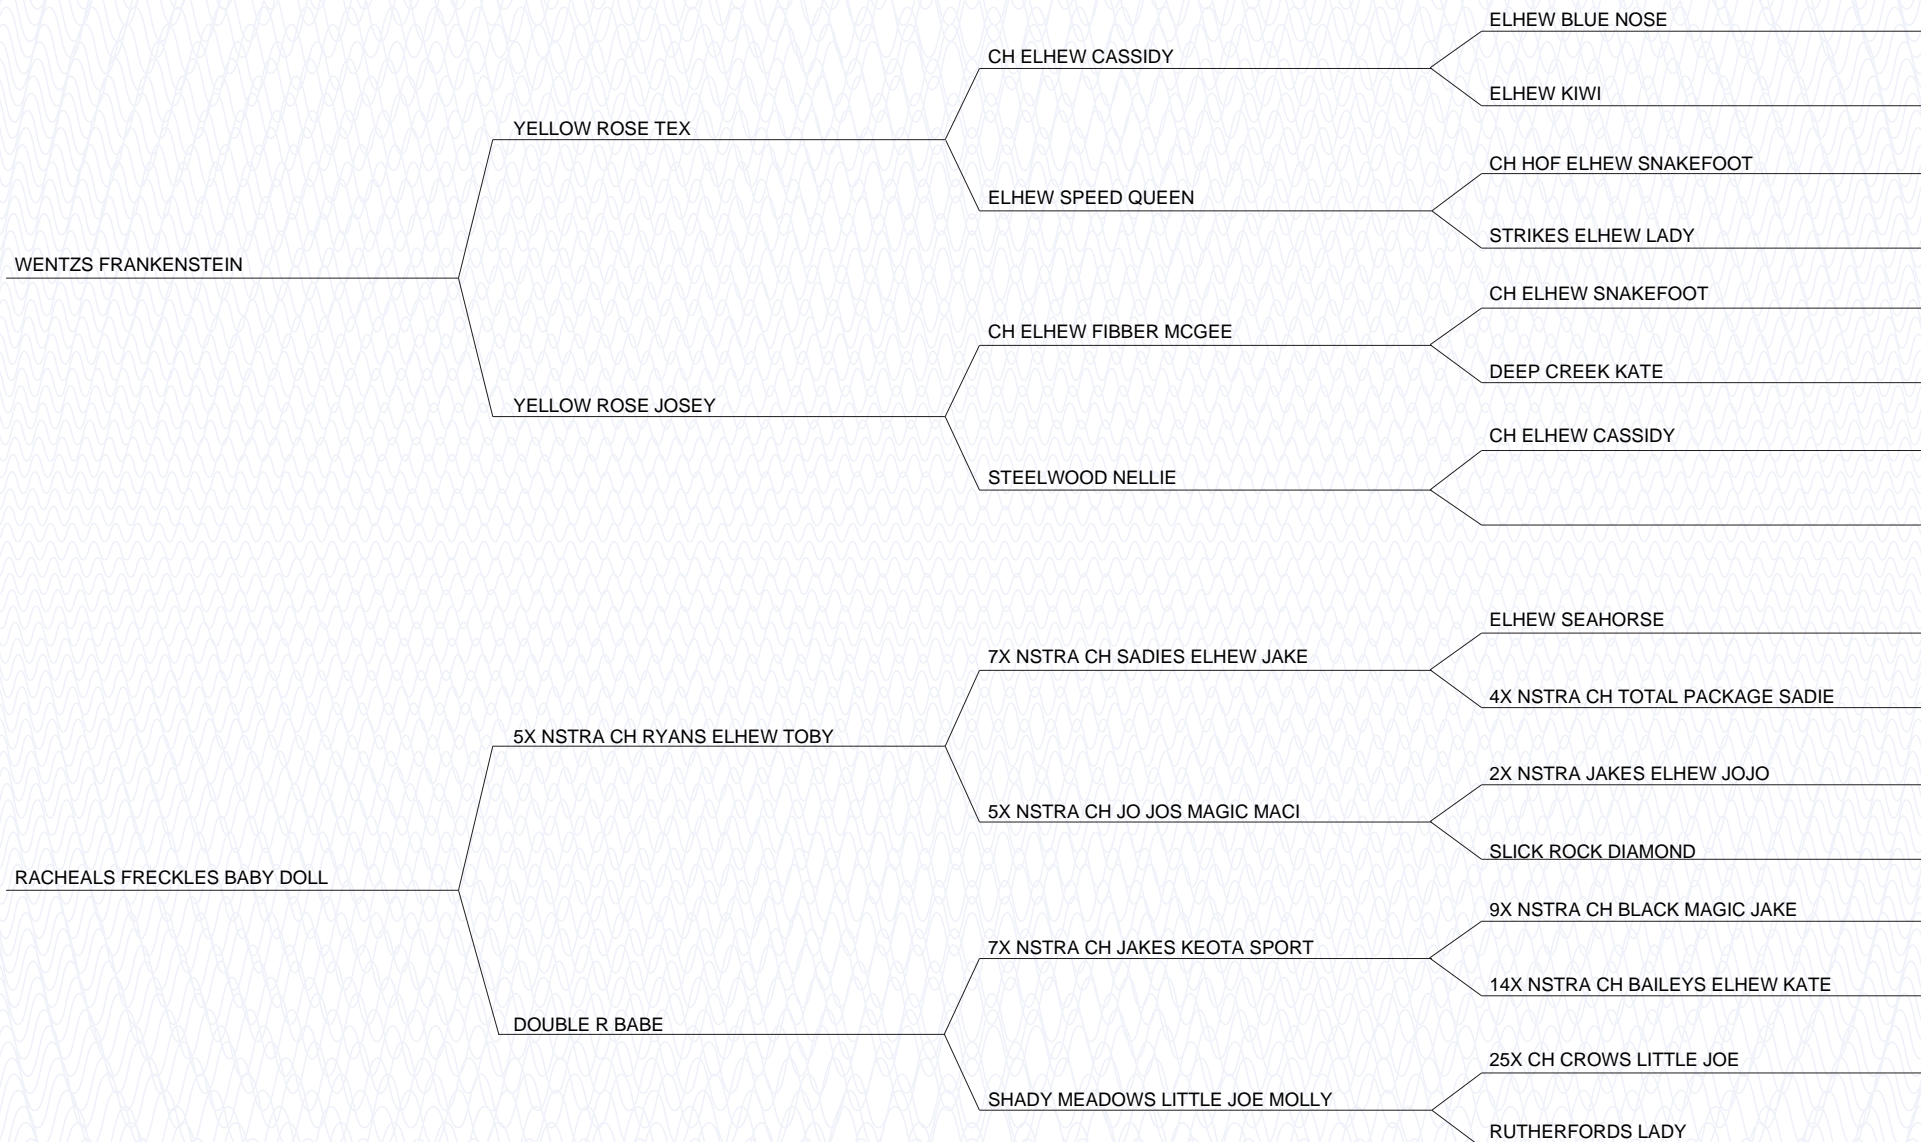 ELHEW BLUE NOSE
CH ELHEW CASSIDY
ELHEW KIWI
YELLOW ROSE TEX
CH HOF ELHEW SNAKEFOOT
ELHEW SPEED QUEEN
STRIKES ELHEW LADY
WENTZS FRANKENSTEIN
CH ELHEW SNAKEFOOT
CH ELHEW FIBBER MCGEE
DEEP CREEK KATE
YELLOW ROSE JOSEY
CH ELHEW CASSIDY
STEELWOOD NELLIE
ELHEW SEAHORSE
7X NSTRA CH SADIES ELHEW JAKE
4X NSTRA CH TOTAL PACKAGE SADIE
5X NSTRA CH RYANS ELHEW TOBY
2X NSTRA JAKES ELHEW JOJO
5X NSTRA CH JO JOS MAGIC MACI
SLICK ROCK DIAMOND
RACHEALS FRECKLES BABY DOLL
9X NSTRA CH BLACK MAGIC JAKE
7X NSTRA CH JAKES KEOTA SPORT
14X NSTRA CH BAILEYS ELHEW KATE
DOUBLE R BABE
25X CH CROWS LITTLE JOE
SHADY MEADOWS LITTLE JOE MOLLY
RUTHERFORDS LADY